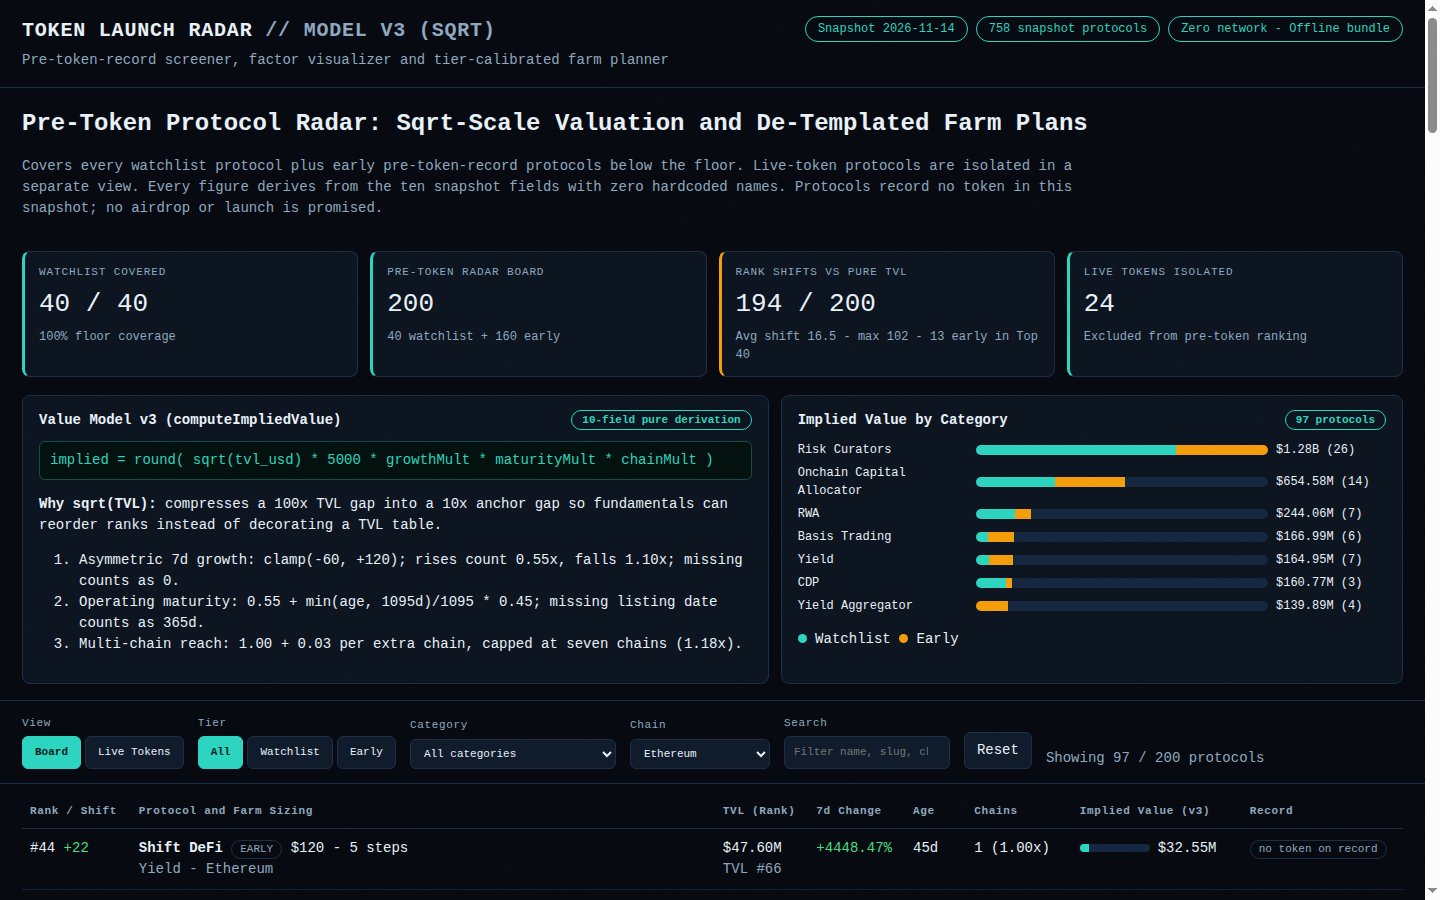 TOKEN LAUNCH RADAR // MODEL V3 (SQRT)
Pre-token-record screener, factor visualizer and tier-calibrated farm planner
Snapshot 2026-11-14
758 snapshot protocols
Zero network - Offline bundle
Pre-Token Protocol Radar: Sqrt-Scale Valuation and De-Templated Farm Plans
Covers every watchlist protocol plus early pre-token-record protocols below the floor. Live-token protocols are isolated in a
separate view. Every figure derives from the ten snapshot fields with zero hardcoded names. Protocols record no token in this
snapshot; no airdrop or launch is promised.
WATCHLIST COVERED
40 / 40
100% floor coverage
PRE-TOKEN RADAR BOARD
200
40 watchlist + 160 early
RANK SHIFTS VS PURE TVL
194 / 200
Avg shift 16.5 - max 102 - 13 early in Top
40
LIVE TOKENS ISOLATED
24
Excluded from pre-token ranking
Value Model v3 (computeImpliedValue)
10-field pure derivation
implied = round( sqrt(tvl_usd) * 5000 * growthMult * maturityMult * chainMult )
Why sqrt(TVL): compresses a 100x TVL gap into a 10x anchor gap so fundamentals can
reorder ranks instead of decorating a TVL table.
1. Asymmetric 7d growth: clamp(-60, +120); rises count 0.55x, falls 1.10x; missing
counts as 0.
2. Operating maturity: 0.55 + min(age, 1095d)/1095 * 0.45; missing listing date
counts as 365d.
3. Multi-chain reach: 1.00 + 0.03 per extra chain, capped at seven chains (1.18x).
Implied Value by Category
97 protocols
Risk Curators $1.28B (26)
Onchain Capital
Allocator $654.58M (14)
RWA $244.06M (7)
Basis Trading $166.99M (6)
Yield $164.95M (7)
CDP $160.77M (3)
Yield Aggregator $139.89M (4)
Watchlist Early
View
Board Live Tokens
Tier
All Watchlist Early
Category
All categories
Chain
Ethereum
Search
Filter name, slug, cl
Reset
Showing 97 / 200 protocols
Rank / Shift Protocol and Farm Sizing TVL (Rank) 7d Change Age Chains Implied Value (v3) Record
#44 +22 Shift DeFi EARLY $120 - 5 steps $47.60M +4448.47% 45d 1 (1.00x) $32.55M no token on record
Yield - Ethereum TVL #66